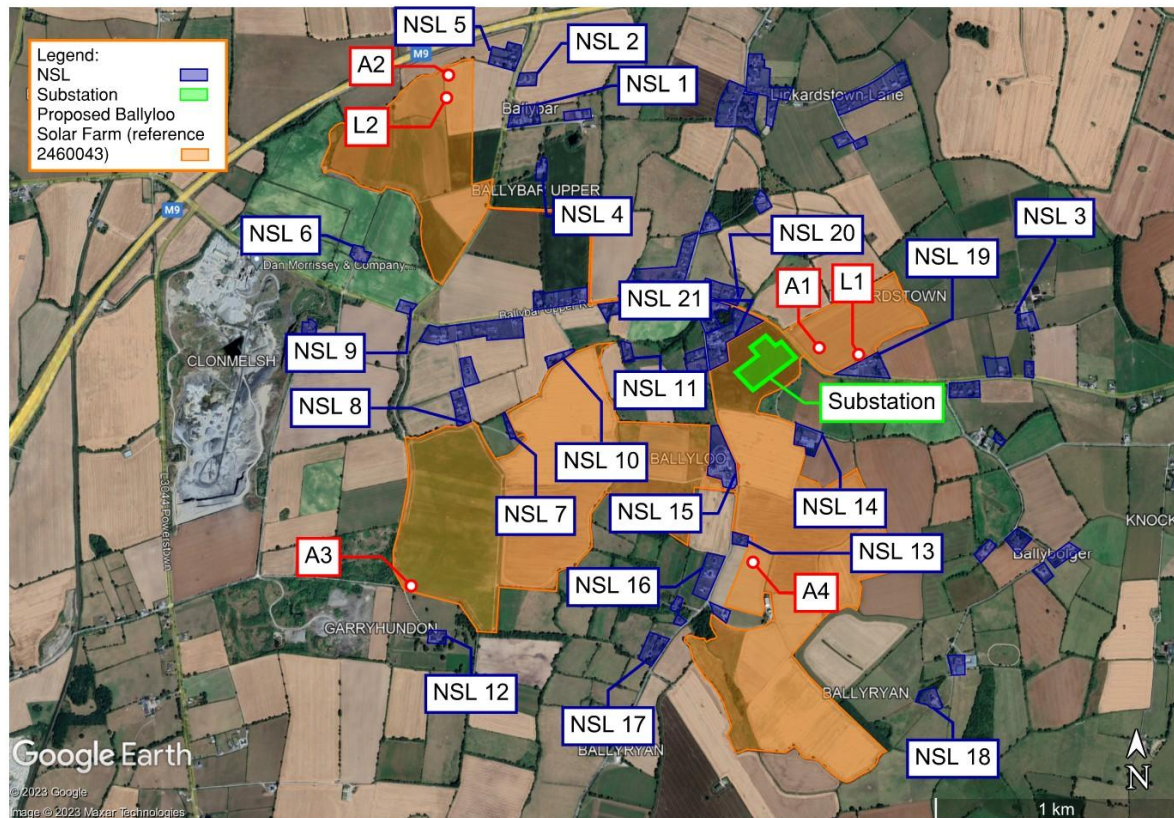 Legend:
NSL
Substation
Proposed Ballyloo
Solar Farm (reference
2460043)
NSL 5
M9
NSL 2
A2
NSL 1
Linkardstown Lane
Ballybar
L2
BALLYBAR UPPER
M9
NSL 4
NSL 3
NSL 20
NSL 6
NSL 19
Dan Morrissey & Company
A1
L1
NSL 21
Ballybar Upper Rd
NSL 9
CLONMELSH
NSL 11
NSL 8
Substation
NSL 10
BALLYLOO
NSL 7
NSL 15
NSL 14
KNOCK
NSL 13
Ballybolger
A3
NSL 16
A4
GARRYHUNDON
NSL 12
BALLYRYAN
NSL 17
BALLYRYAN
NSL 18
Google Earth
N
© 2023 Google
Image © 2023 Maxar Technologies
1 km